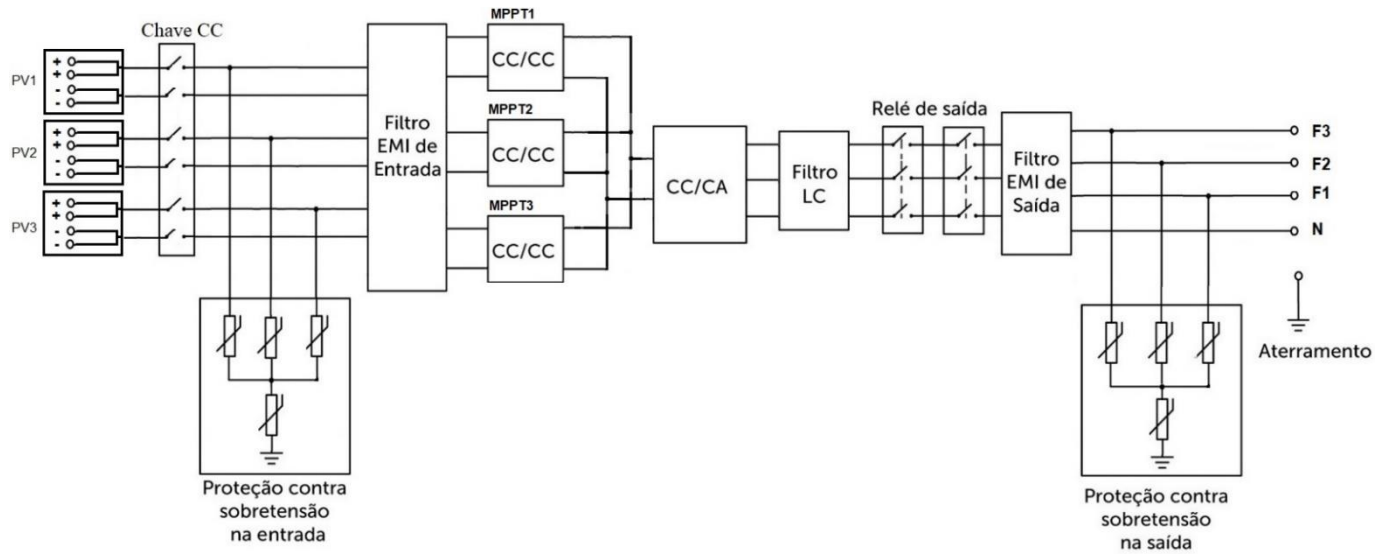 Chave CC
PV1
+
+
-
-
PV2
+
+
-
-
PV3
+
+
-
-
Filtro
EMI de
Entrada
MPPT1
CC/CC
MPPT2
CC/CC
MPPT3
CC/CC
CC/CA
Filtro
LC
Relé de saída
Filtro
EMI de
Saída
F3
F2
F1
N
Aterramento
Proteção contra
sobretensão
na entrada
Proteção contra
sobretensão
na saída